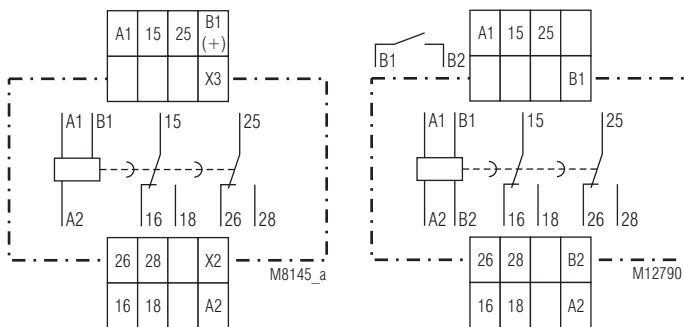 A1 15 25 B1 (+)
X3
A1 B1 15 25
A2 16 18 26 28
26 28 X2
16 18 A2
M8145_a
B1 B2
A1 15 25
B1
A1 B1 15 25
A2 B2 16 18 26 28
26 28 B2
16 18 A2
M12790